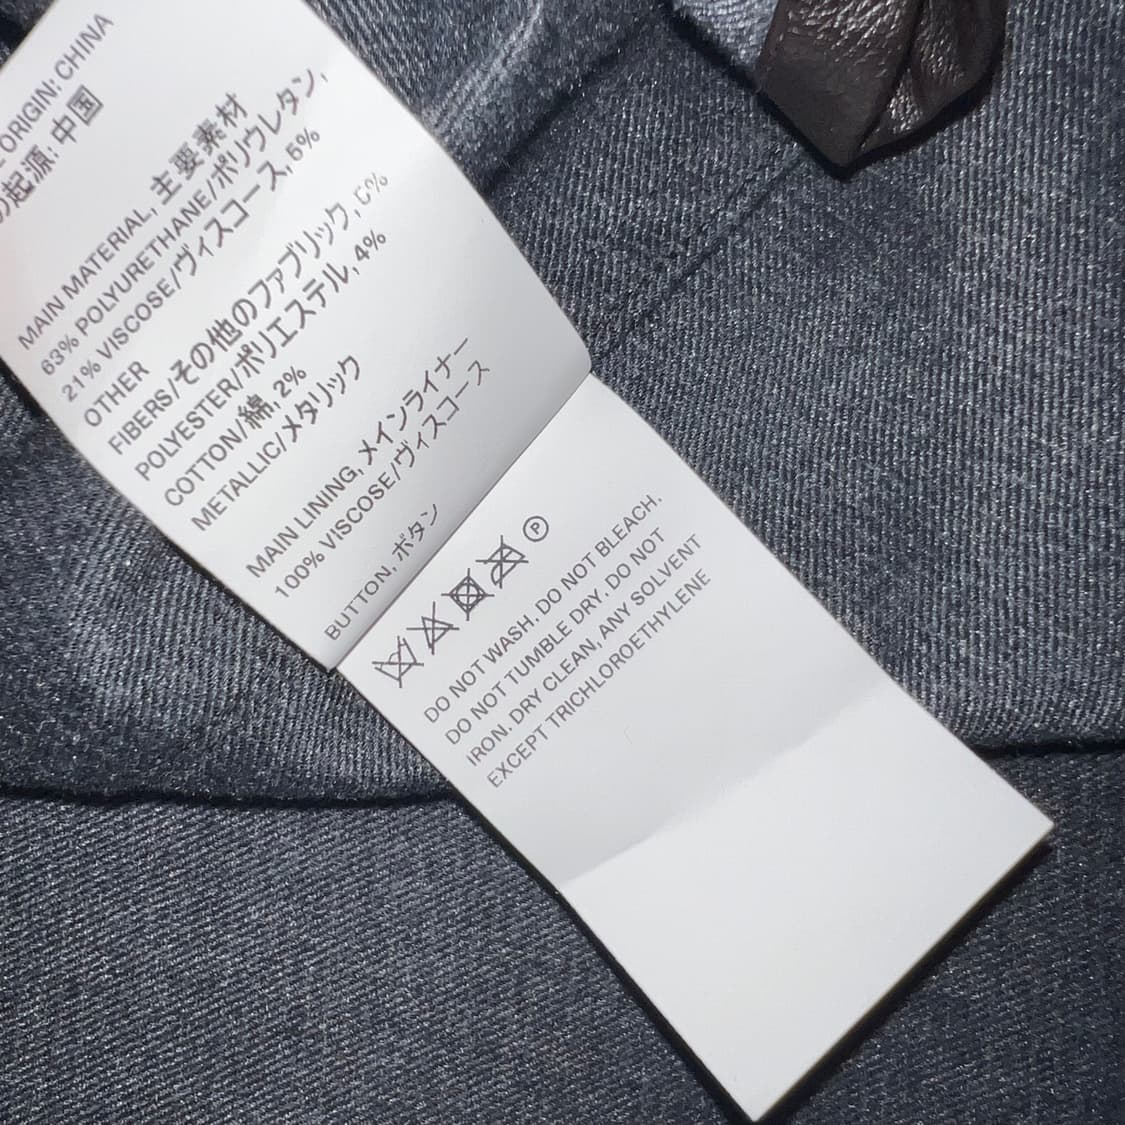 ORIGIN: CHINA
起源: 中国
MAIN MATERIAL, 主要素材
63% POLYURETHANE/ポリウレタン,
21% VISCOSE/ヴィスコース, 5%
OTHER
FIBERS/その他のファブリック,
POLYESTER/ポリエステル, 4%
COTTON/綿, 2%
METALLIC/メタリック
MAIN LINING, メインライナー
100% VISCOSE/ヴィスコース
BUTTON, ボタン
P
DO NOT WASH. DO NOT BLEACH.
DO NOT TUMBLE DRY. DO NOT
IRON. DRY CLEAN, ANY SOLVENT
EXCEPT TRICHLOROETHYLENE